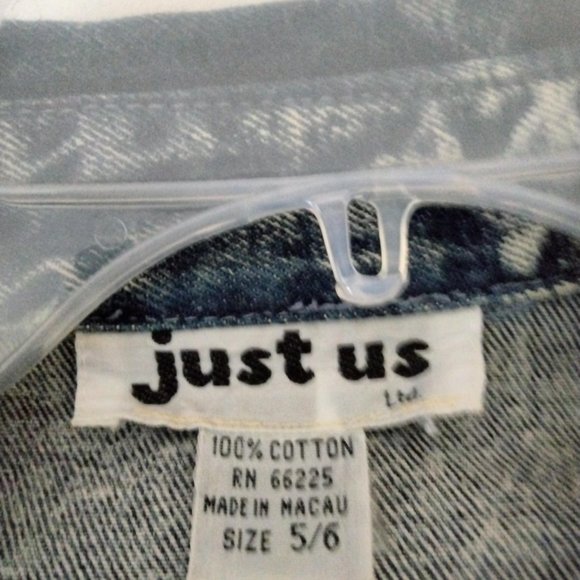 just us
Ltd.
100% COTTON
RN 66225
MADE IN MACAU
SIZE 5/6